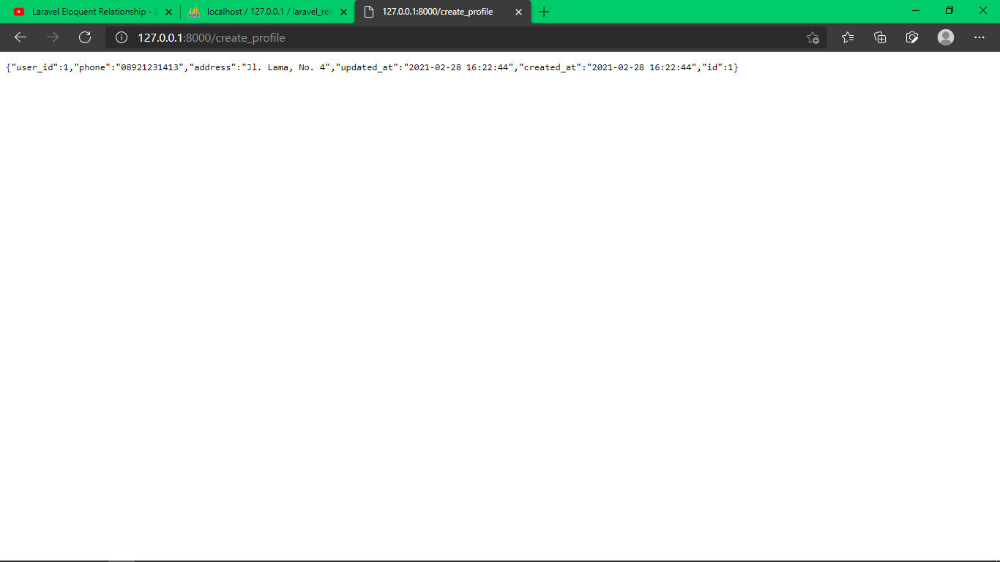 Laravel Eloquent Relationship -
localhost / 127.0.0.1 / laravel_rel
127.0.0.1:8000/create_profile
127.0.0.1:8000/create_profile
{"user_id":1,"phone":"08921231413","address":"Jl. Lama, No. 4","updated_at":"2021-02-28 16:22:44","created_at":"2021-02-28 16:22:44","id":1}